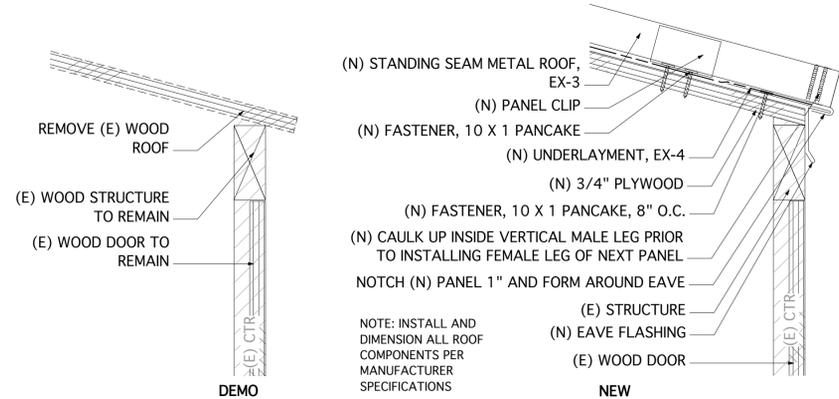 REMOVE (E) WOOD
ROOF
(E) WOOD STRUCTURE
TO REMAIN
(E) WOOD DOOR TO
REMAIN
(E) CTR
DEMO
(N) STANDING SEAM METAL ROOF,
EX-3
(N) PANEL CLIP
(N) FASTENER, 10 X 1 PANCAKE
(N) UNDERLAYMENT, EX-4
(N) 3/4" PLYWOOD
(N) FASTENER, 10 X 1 PANCAKE, 8" O.C.
(N) CAULK UP INSIDE VERTICAL MALE LEG PRIOR
TO INSTALLING FEMALE LEG OF NEXT PANEL
NOTCH (N) PANEL 1" AND FORM AROUND EAVE
(E) STRUCTURE
(N) EAVE FLASHING
(E) WOOD DOOR
(E) CTR
NOTE: INSTALL AND
DIMENSION ALL ROOF
COMPONENTS PER
MANUFACTURER
SPECIFICATIONS
NEW